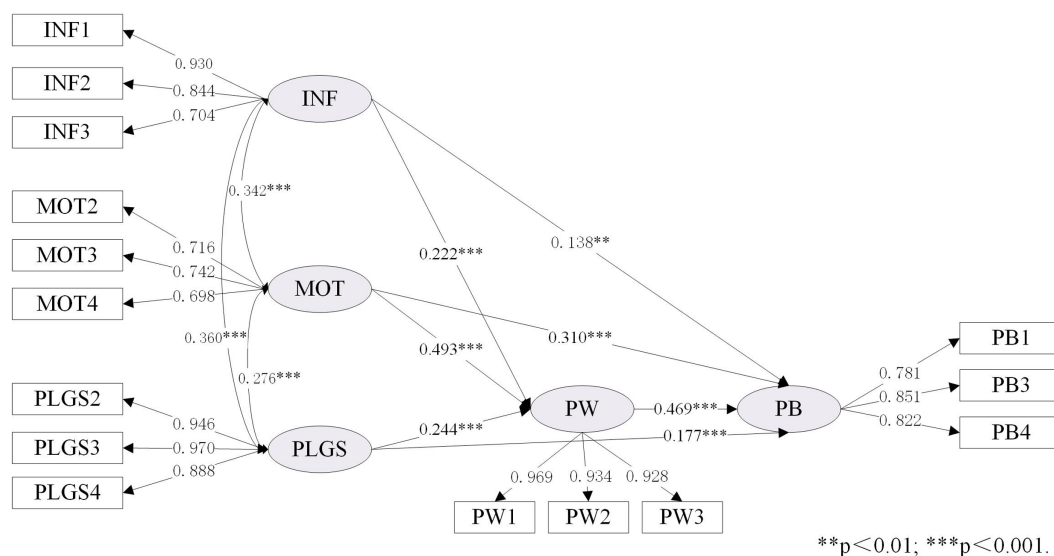 INF1
0.930
INF2
0.844
INF3
0.704
INF
0.342***
MOT2
0.716
MOT3
0.742
MOT4
0.698
MOT
0.222***
0.138**
0.310***
0.360***
0.493***
0.276***
PLGS2
0.946
PLGS3
0.970
PLGS4
0.888
PLGS
0.244***
PW
0.469***
0.177***
PB
0.781
PB1
0.851
PB3
0.822
PB4
0.969
0.934
0.928
PW1
PW2
PW3
**p<0.01; ***p<0.001.